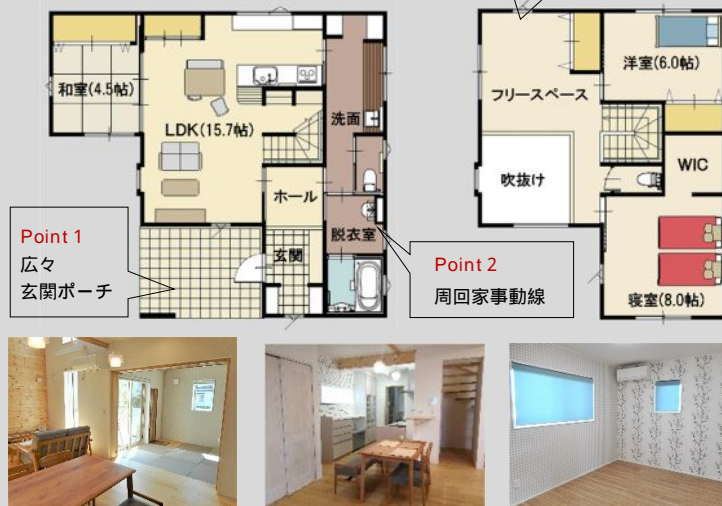 和室(4.5帖)
LDK(15.7帖)
洗面
ホール
脱衣室
玄関
Point 1
広々
玄関ポーチ
Point 2
周回家事動線
フリースペース
洋室(6.0帖)
吹抜け
WIC
寝室(8.0帖)